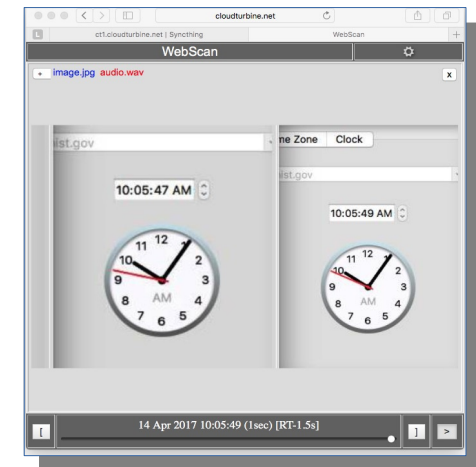 cloudturbine.net
L ct1.cloudturbine.net | Syncthing WebScan +
WebScan
+ image.jpg audio.wav x
ist.gov
me Zone Clock
ist.gov
10:05:47 AM
10:05:49 AM
12
11 1
10 2
9 3
AM
8 4
7 6 5
12
11 1
10 2
9 3
AM
8 4
7 6 5
14 Apr 2017 10:05:49 (1sec) [RT-1.5s]
[ ] >